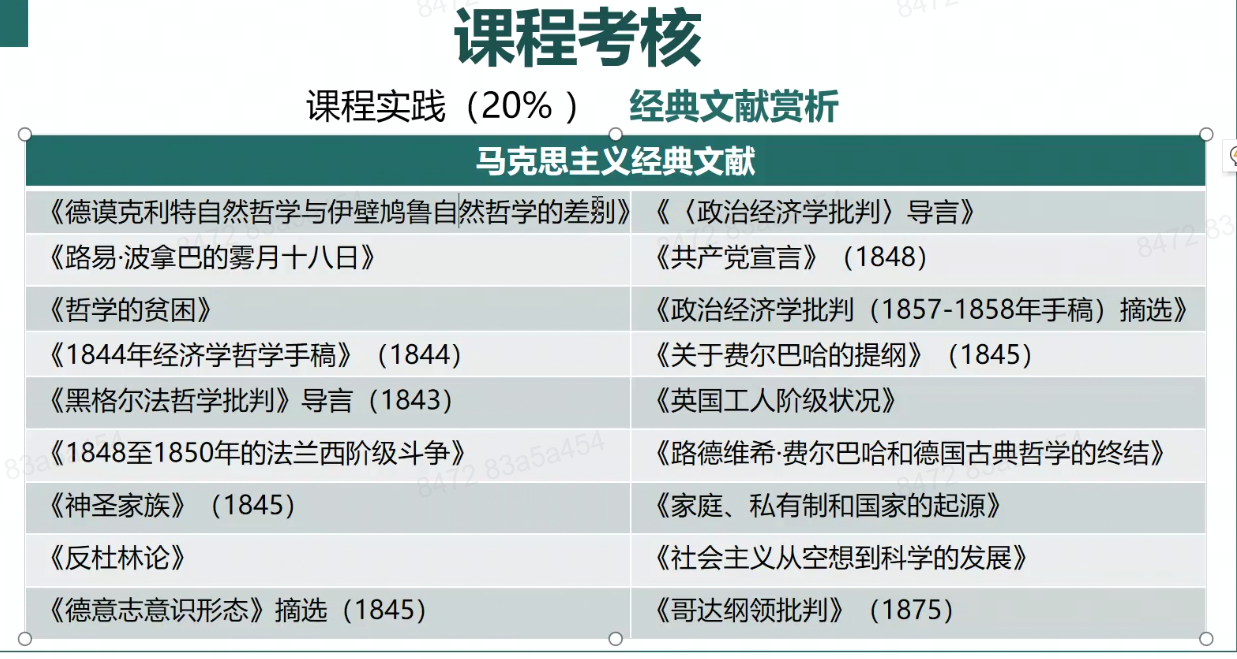 课程考核
课程实践（20% ） 经典文献赏析
马克思主义经典文献
《德谟克利特自然哲学与伊壁鸠鲁自然哲学的差别》 《〈政治经济学批判〉导言》
《路易·波拿巴的雾月十八日》 《共产党宣言》（1848）
《哲学的贫困》 《政治经济学批判（1857-1858年手稿）摘选》
《1844年经济学哲学手稿》（1844） 《关于费尔巴哈的提纲》（1845）
《黑格尔法哲学批判》导言（1843） 《英国工人阶级状况》
《1848至1850年的法兰西阶级斗争》 《路德维希·费尔巴哈和德国古典哲学的终结》
《神圣家族》（1845） 《家庭、私有制和国家的起源》
《反杜林论》 《社会主义从空想到科学的发展》
《德意志意识形态》摘选（1845） 《哥达纲领批判》（1875）
8472 83a5a454